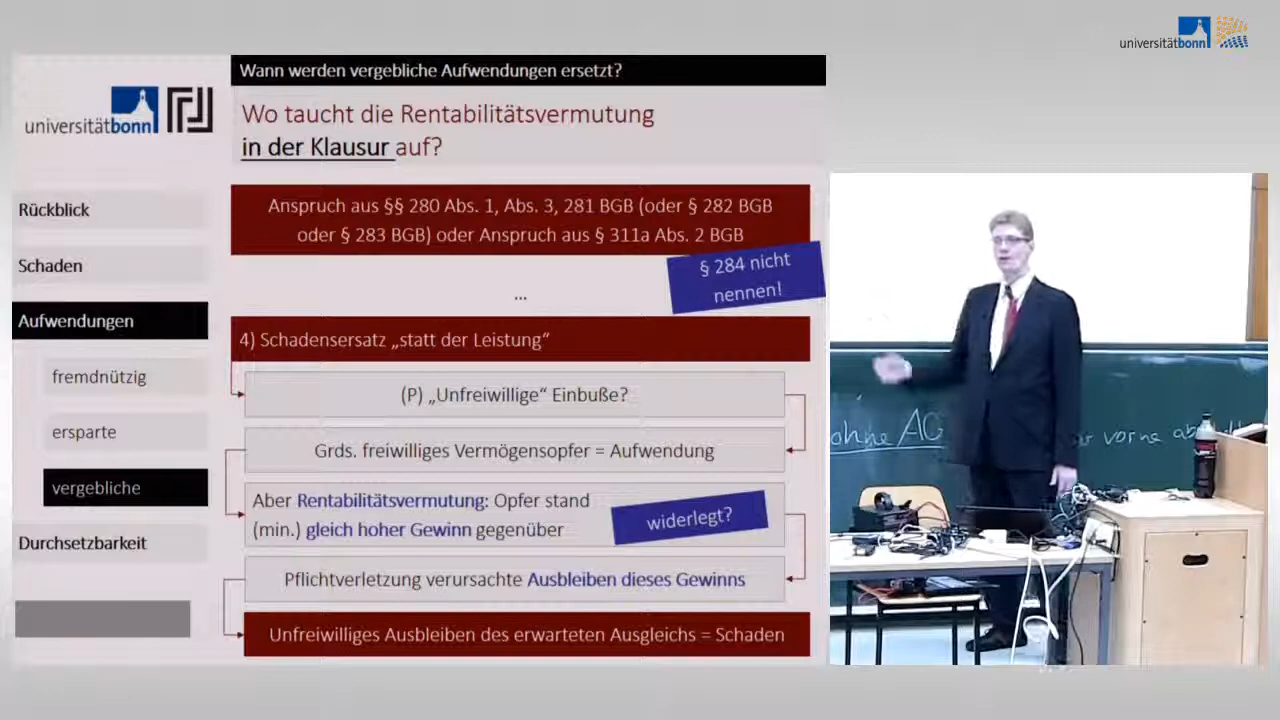 universitätbonn
Wann werden vergebliche Aufwendungen ersetzt?
universitätbonn
Wo taucht die Rentabilitätsvermutung
in der Klausur auf?
Rückblick
Schaden
Aufwendungen
fremdnützig
ersparte
vergebliche
Durchsetzbarkeit
Anspruch aus §§ 280 Abs. 1, Abs. 3, 281 BGB (oder § 282 BGB
oder § 283 BGB) oder Anspruch aus § 311a Abs. 2 BGB
§ 284 nicht
nennen!
...
4) Schadensersatz „statt der Leistung“
(P) „Unfreiwillige“ Einbuße?
Grds. freiwilliges Vermögensopfer = Aufwendung
Aber Rentabilitätsvermutung: Opfer stand
(min.) gleich hoher Gewinn gegenüber
widerlegt?
Pflichtverletzung verursachte Ausbleiben dieses Gewinns
Unfreiwilliges Ausbleiben des erwarteten Ausgleichs = Schaden
ohne AG vorne